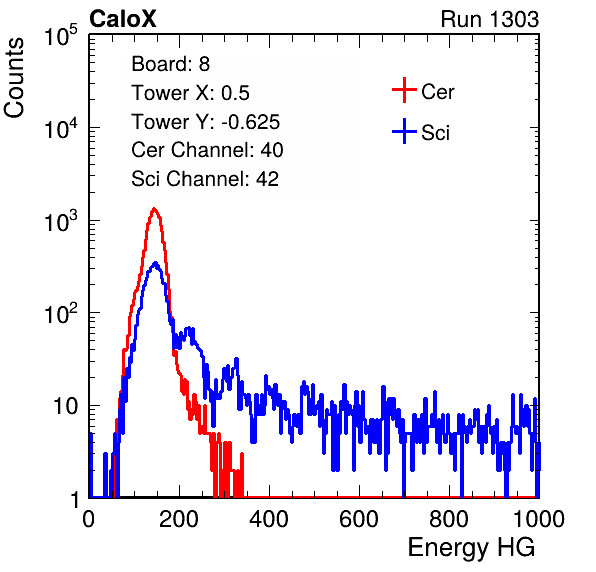 CaloX Run 1303
Counts
Board: 8
Tower X: 0.5
Tower Y: -0.625
Cer Channel: 40
Sci Channel: 42
Cer
Sci
10^5
10^4
10^3
10^2
10
1
0 200 400 600 800 1000
Energy HG